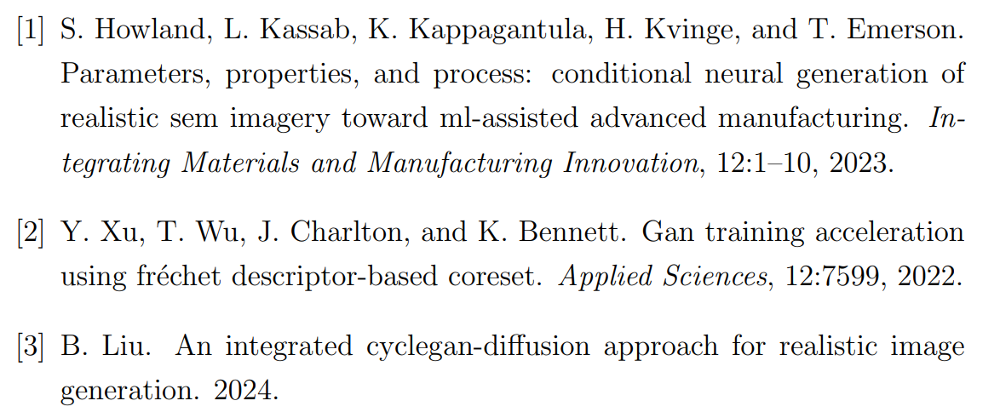 [1] S. Howland, L. Kassab, K. Kappagantula, H. Kvinge, and T. Emerson.
Parameters, properties, and process: conditional neural generation of
realistic sem imagery toward ml-assisted advanced manufacturing. In-
tegrating Materials and Manufacturing Innovation, 12:1–10, 2023.
[2] Y. Xu, T. Wu, J. Charlton, and K. Bennett. Gan training acceleration
using fréchet descriptor-based coreset. Applied Sciences, 12:7599, 2022.
[3] B. Liu. An integrated cyclegan-diffusion approach for realistic image
generation. 2024.